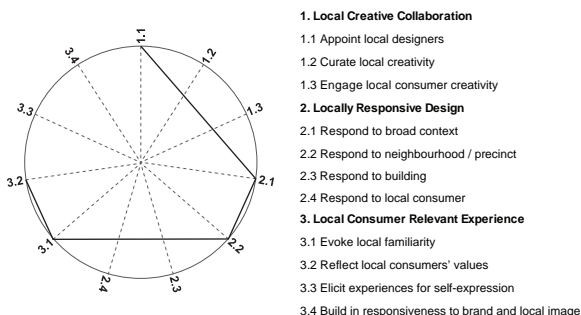 1.1
1.2
1.3
2.1
2.2
2.3
2.4
3.1
3.2
3.3
3.4
1. Local Creative Collaboration
1.1 Appoint local designers
1.2 Curate local creativity
1.3 Engage local consumer creativity
2. Locally Responsive Design
2.1 Respond to broad context
2.2 Respond to neighbourhood / precinct
2.3 Respond to building
2.4 Respond to local consumer
3. Local Consumer Relevant Experience
3.1 Evoke local familiarity
3.2 Reflect local consumers' values
3.3 Elicit experiences for self-expression
3.4 Build in responsiveness to brand and local image